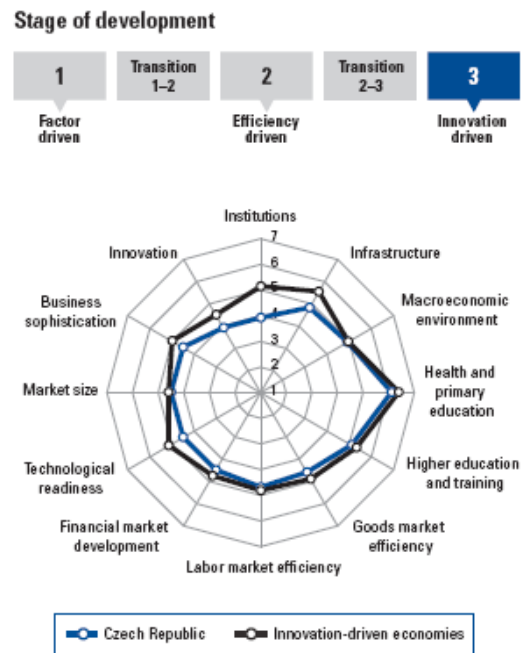 Stage of development
1
Transition
1–2
2
Transition
2–3
3
Factor
driven
Efficiency
driven
Innovation
driven
Institutions
7
6
5
4
3
2
1
Innovation
Infrastructure
Business
sophistication
Macroeconomic
environment
Market size
Health and
primary
education
Technological
readiness
Higher education
and training
Financial market
development
Goods market
efficiency
Labor market efficiency
Czech Republic
Innovation-driven economies